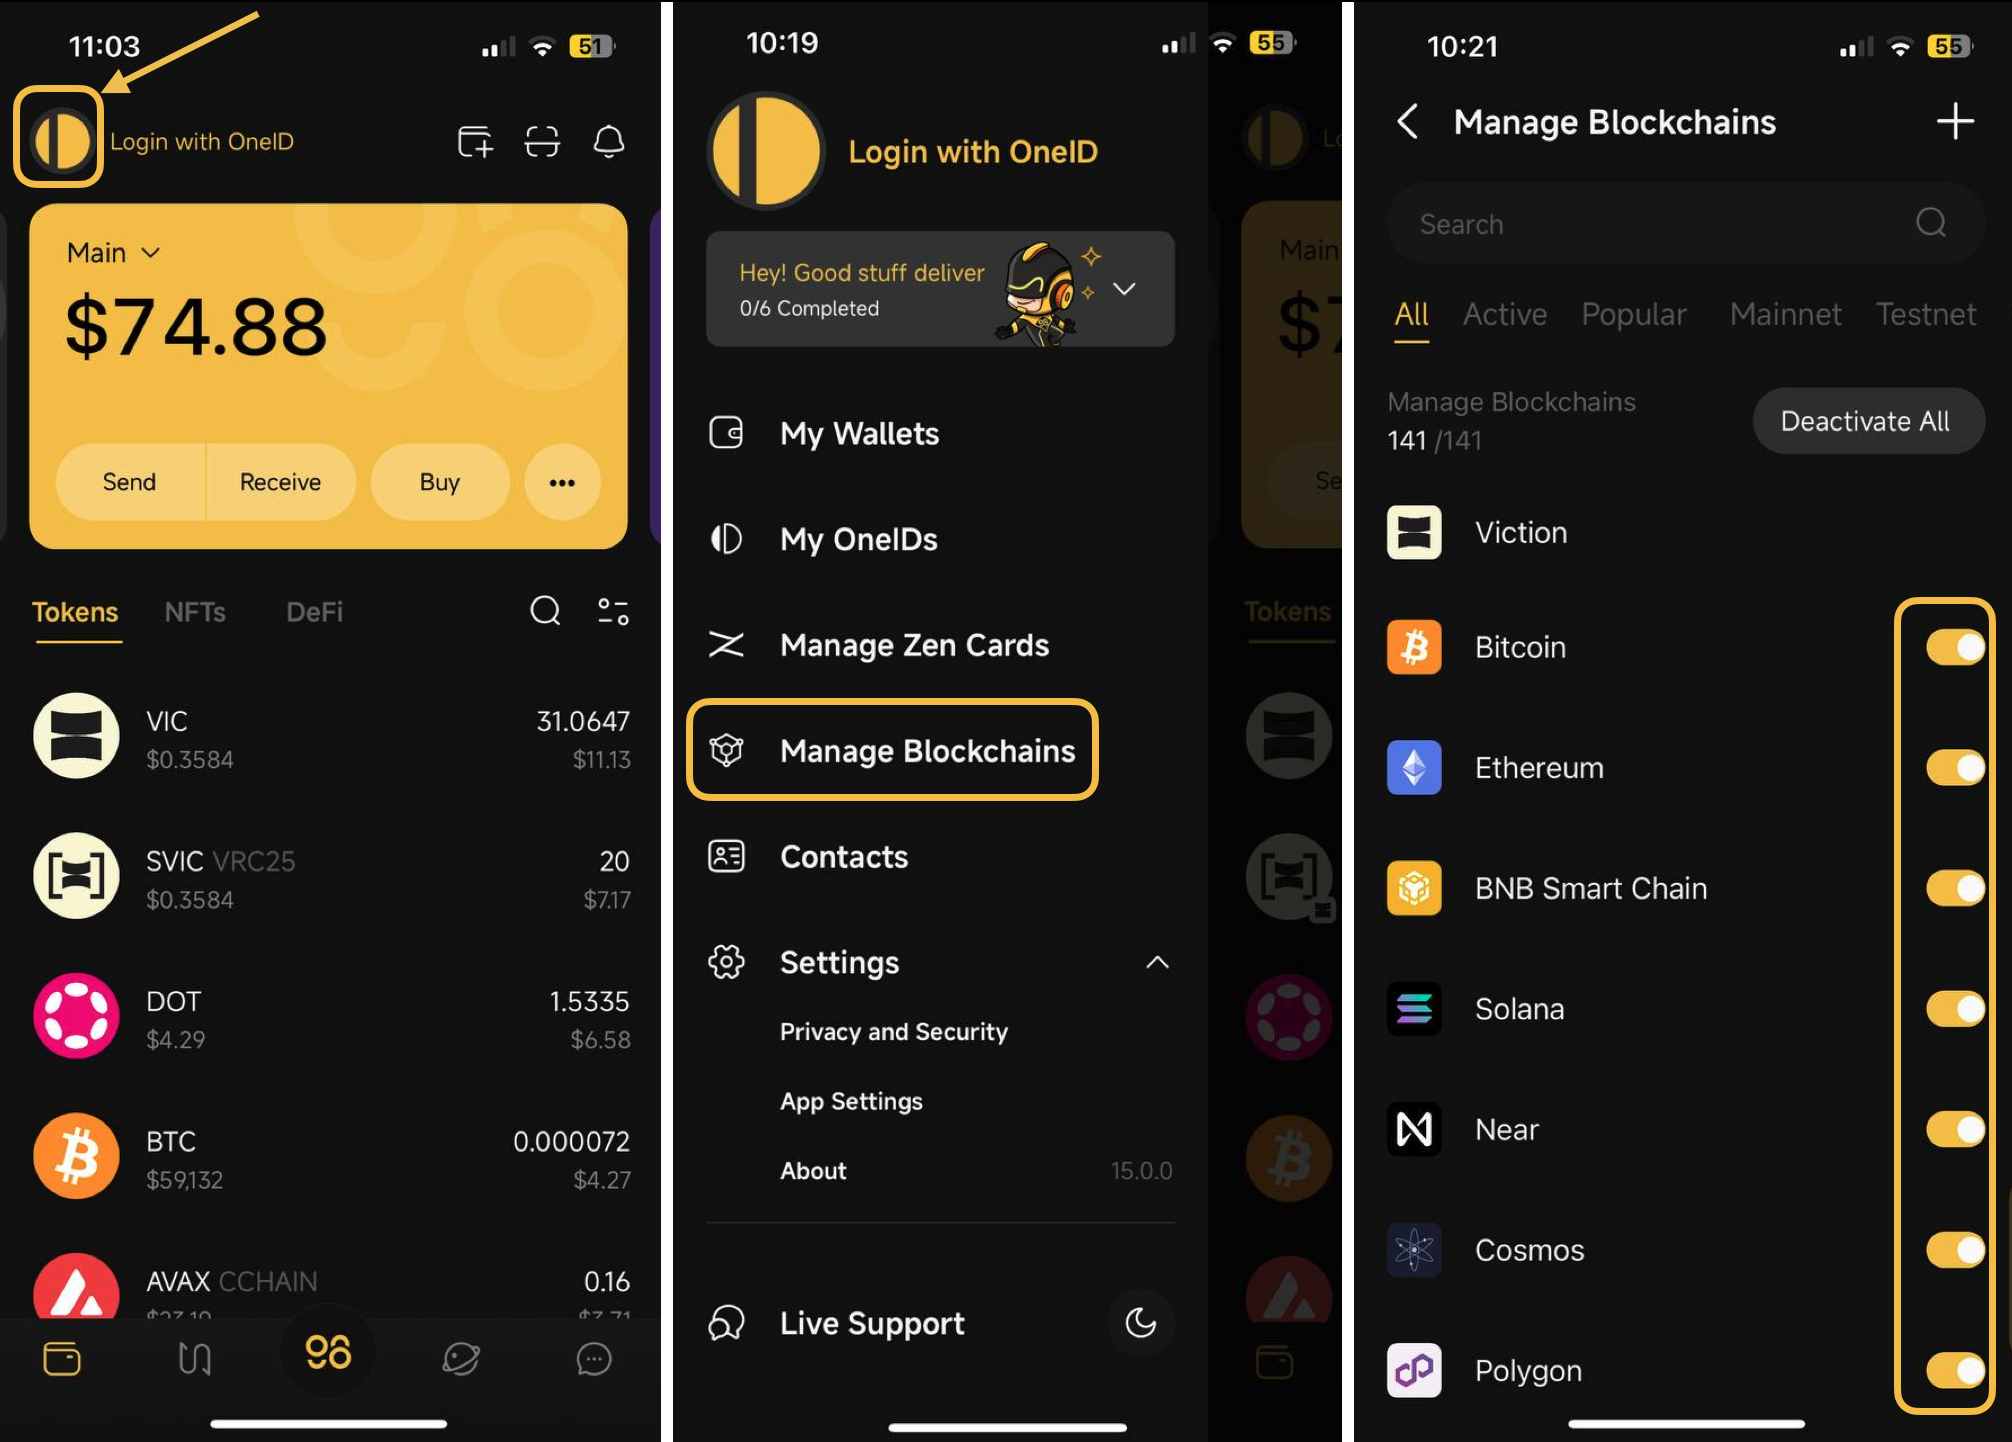 11:03
51
Login with OneID
Main
$74.88
Send
Receive
Buy
Tokens
NFTs
DeFi
VIC
31.0647
$0.3584
$11.13
SVIC VRC25
20
$0.3584
$7.17
DOT
1.5335
$4.29
$6.58
BTC
0.000072
$59,132
$4.27
AVAX CCHAIN
0.16
10:19
55
Login with OneID
Hey! Good stuff deliver
0/6 Completed
My Wallets
My OneIDs
Manage Zen Cards
Manage Blockchains
Contacts
Settings
Privacy and Security
App Settings
About
15.0.0
Live Support
Main
Tokens
10:21
55
Manage Blockchains
Search
All
Active
Popular
Mainnet
Testnet
Manage Blockchains
141 /141
Deactivate All
Viction
Bitcoin
Ethereum
BNB Smart Chain
Solana
Near
Cosmos
Polygon